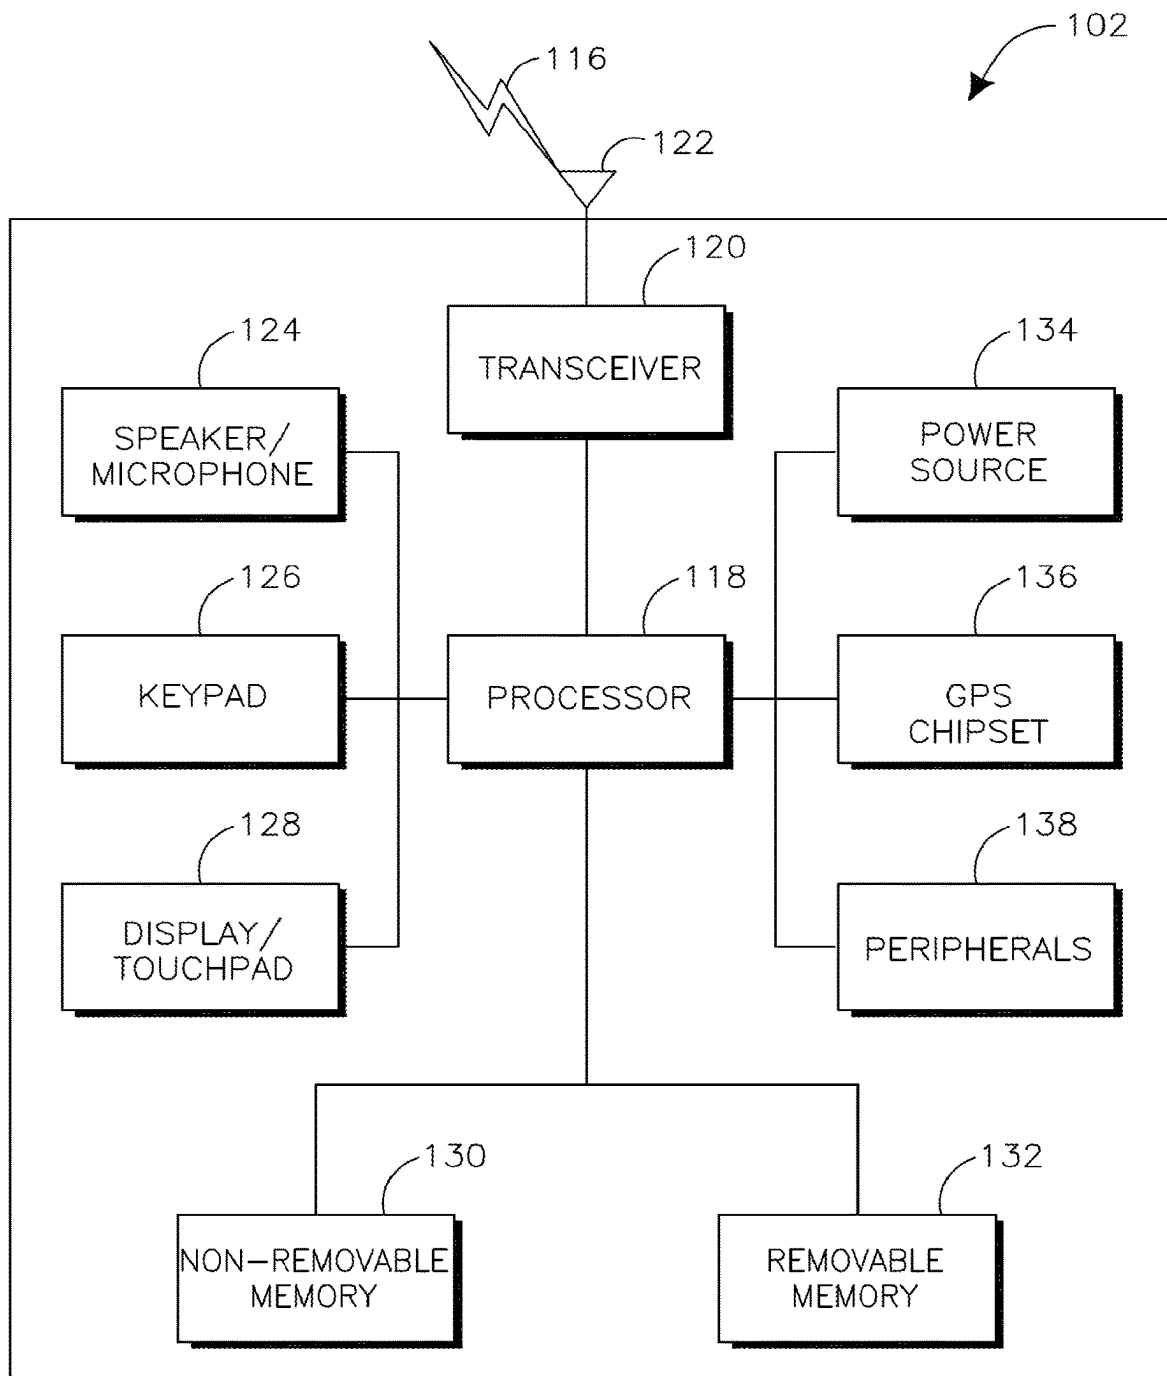 102
116
122
120
TRANSCEIVER
124
SPEAKER/
MICROPHONE
134
POWER
SOURCE
126
KEYPAD
118
PROCESSOR
136
GPS
CHIPSET
128
DISPLAY/
TOUCHPAD
138
PERIPHERALS
130
NON-REMOVABLE
MEMORY
132
REMOVABLE
MEMORY